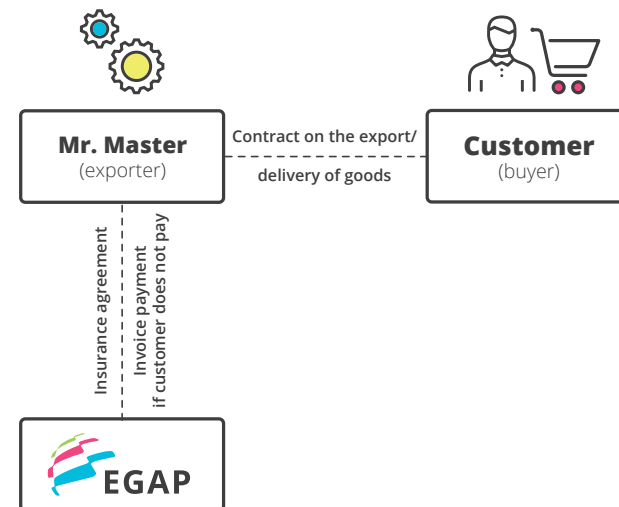 Mr. Master
(exporter)
Contract on the export/
delivery of goods
Customer
(buyer)
Insurance agreement
Invoice payment
if customer does not pay
EGAP